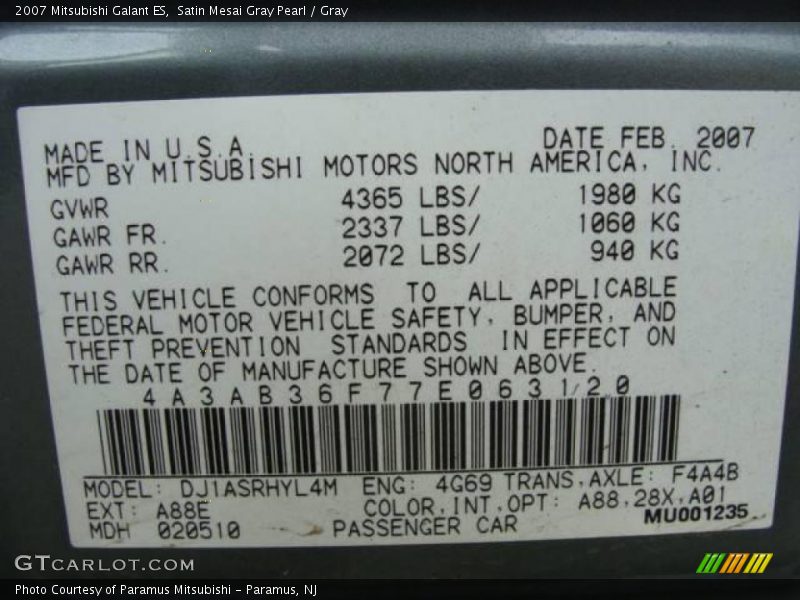 2007 Mitsubishi Galant ES, Satin Mesai Gray Pearl / Gray
MADE IN U.S.A. DATE FEB. 2007
MFD BY MITSUBISHI MOTORS NORTH AMERICA, INC.
GVWR 4365 LBS/ 1980 KG
GAWR FR. 2337 LBS/ 1060 KG
GAWR RR. 2072 LBS/ 940 KG
THIS VEHICLE CONFORMS TO ALL APPLICABLE
FEDERAL MOTOR VEHICLE SAFETY, BUMPER, AND
THEFT PREVENTION STANDARDS IN EFFECT ON
THE DATE OF MANUFACTURE SHOWN ABOVE.
4A3AB36F77E063120
MODEL: DJ1ASRHYL4M ENG: 4G69 TRANS,AXLE: F4A4B
EXT: A88E COLOR,INT,OPT: A88,28X,A01
MDH 020510 PASSENGER CAR MU001235
GTCARLOT.COM
Photo Courtesy of Paramus Mitsubishi - Paramus, NJ